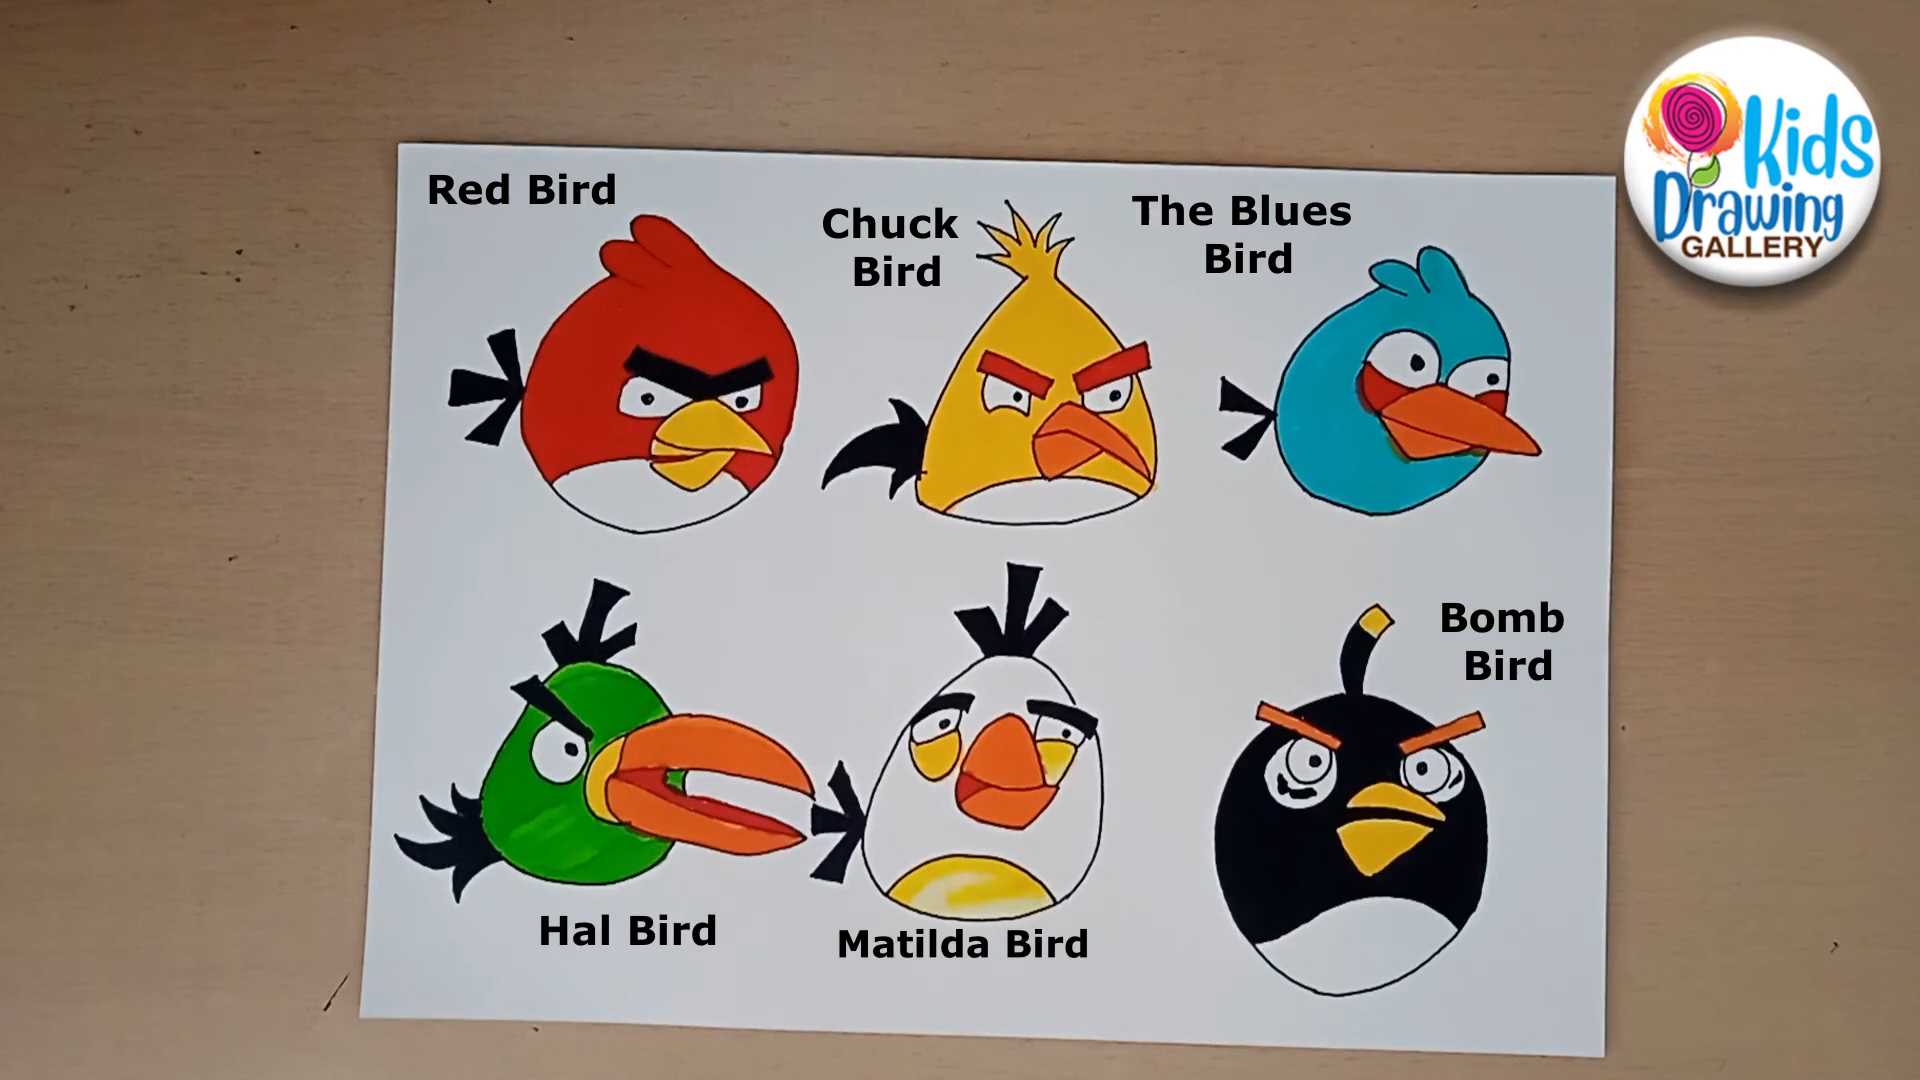 Red Bird
Chuck
Bird
The Blues
Bird
Kids
Drawing
GALLERY
Bomb
Bird
Hal Bird
Matilda Bird